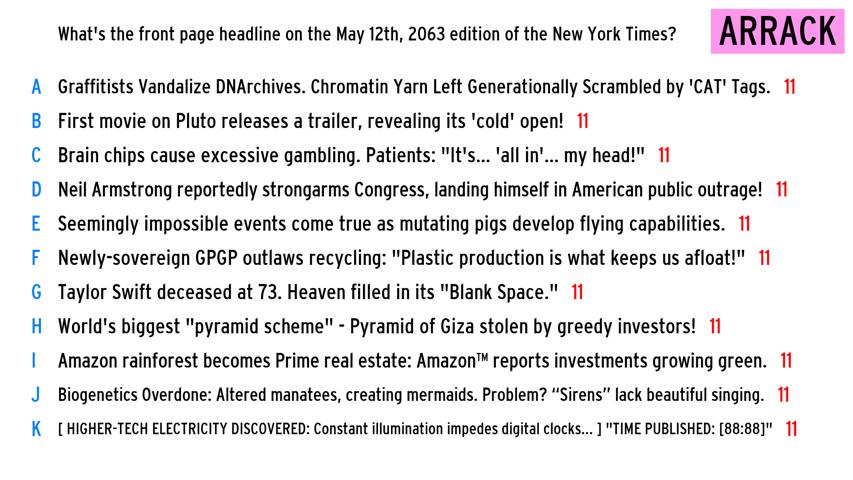 What's the front page headline on the May 12th, 2063 edition of the New York Times?
ARRACK
A Graffitists Vandalize DNArchives. Chromatin Yarn Left Generationally Scrambled by 'CAT' Tags. 11
B First movie on Pluto releases a trailer, revealing its 'cold' open! 11
C Brain chips cause excessive gambling. Patients: "It's... 'all in'... my head!" 11
D Neil Armstrong reportedly strongarms Congress, landing himself in American public outrage! 11
E Seemingly impossible events come true as mutating pigs develop flying capabilities. 11
F Newly-sovereign GPGP outlaws recycling: "Plastic production is what keeps us afloat!" 11
G Taylor Swift deceased at 73. Heaven filled in its "Blank Space." 11
H World's biggest "pyramid scheme" - Pyramid of Giza stolen by greedy investors! 11
I Amazon rainforest becomes Prime real estate: Amazon™ reports investments growing green. 11
J Biogenetics Overdone: Altered manatees, creating mermaids. Problem? “Sirens” lack beautiful singing. 11
K [ HIGHER-TECH ELECTRICITY DISCOVERED: Constant illumination impedes digital clocks... ] "TIME PUBLISHED: [88:88]" 11